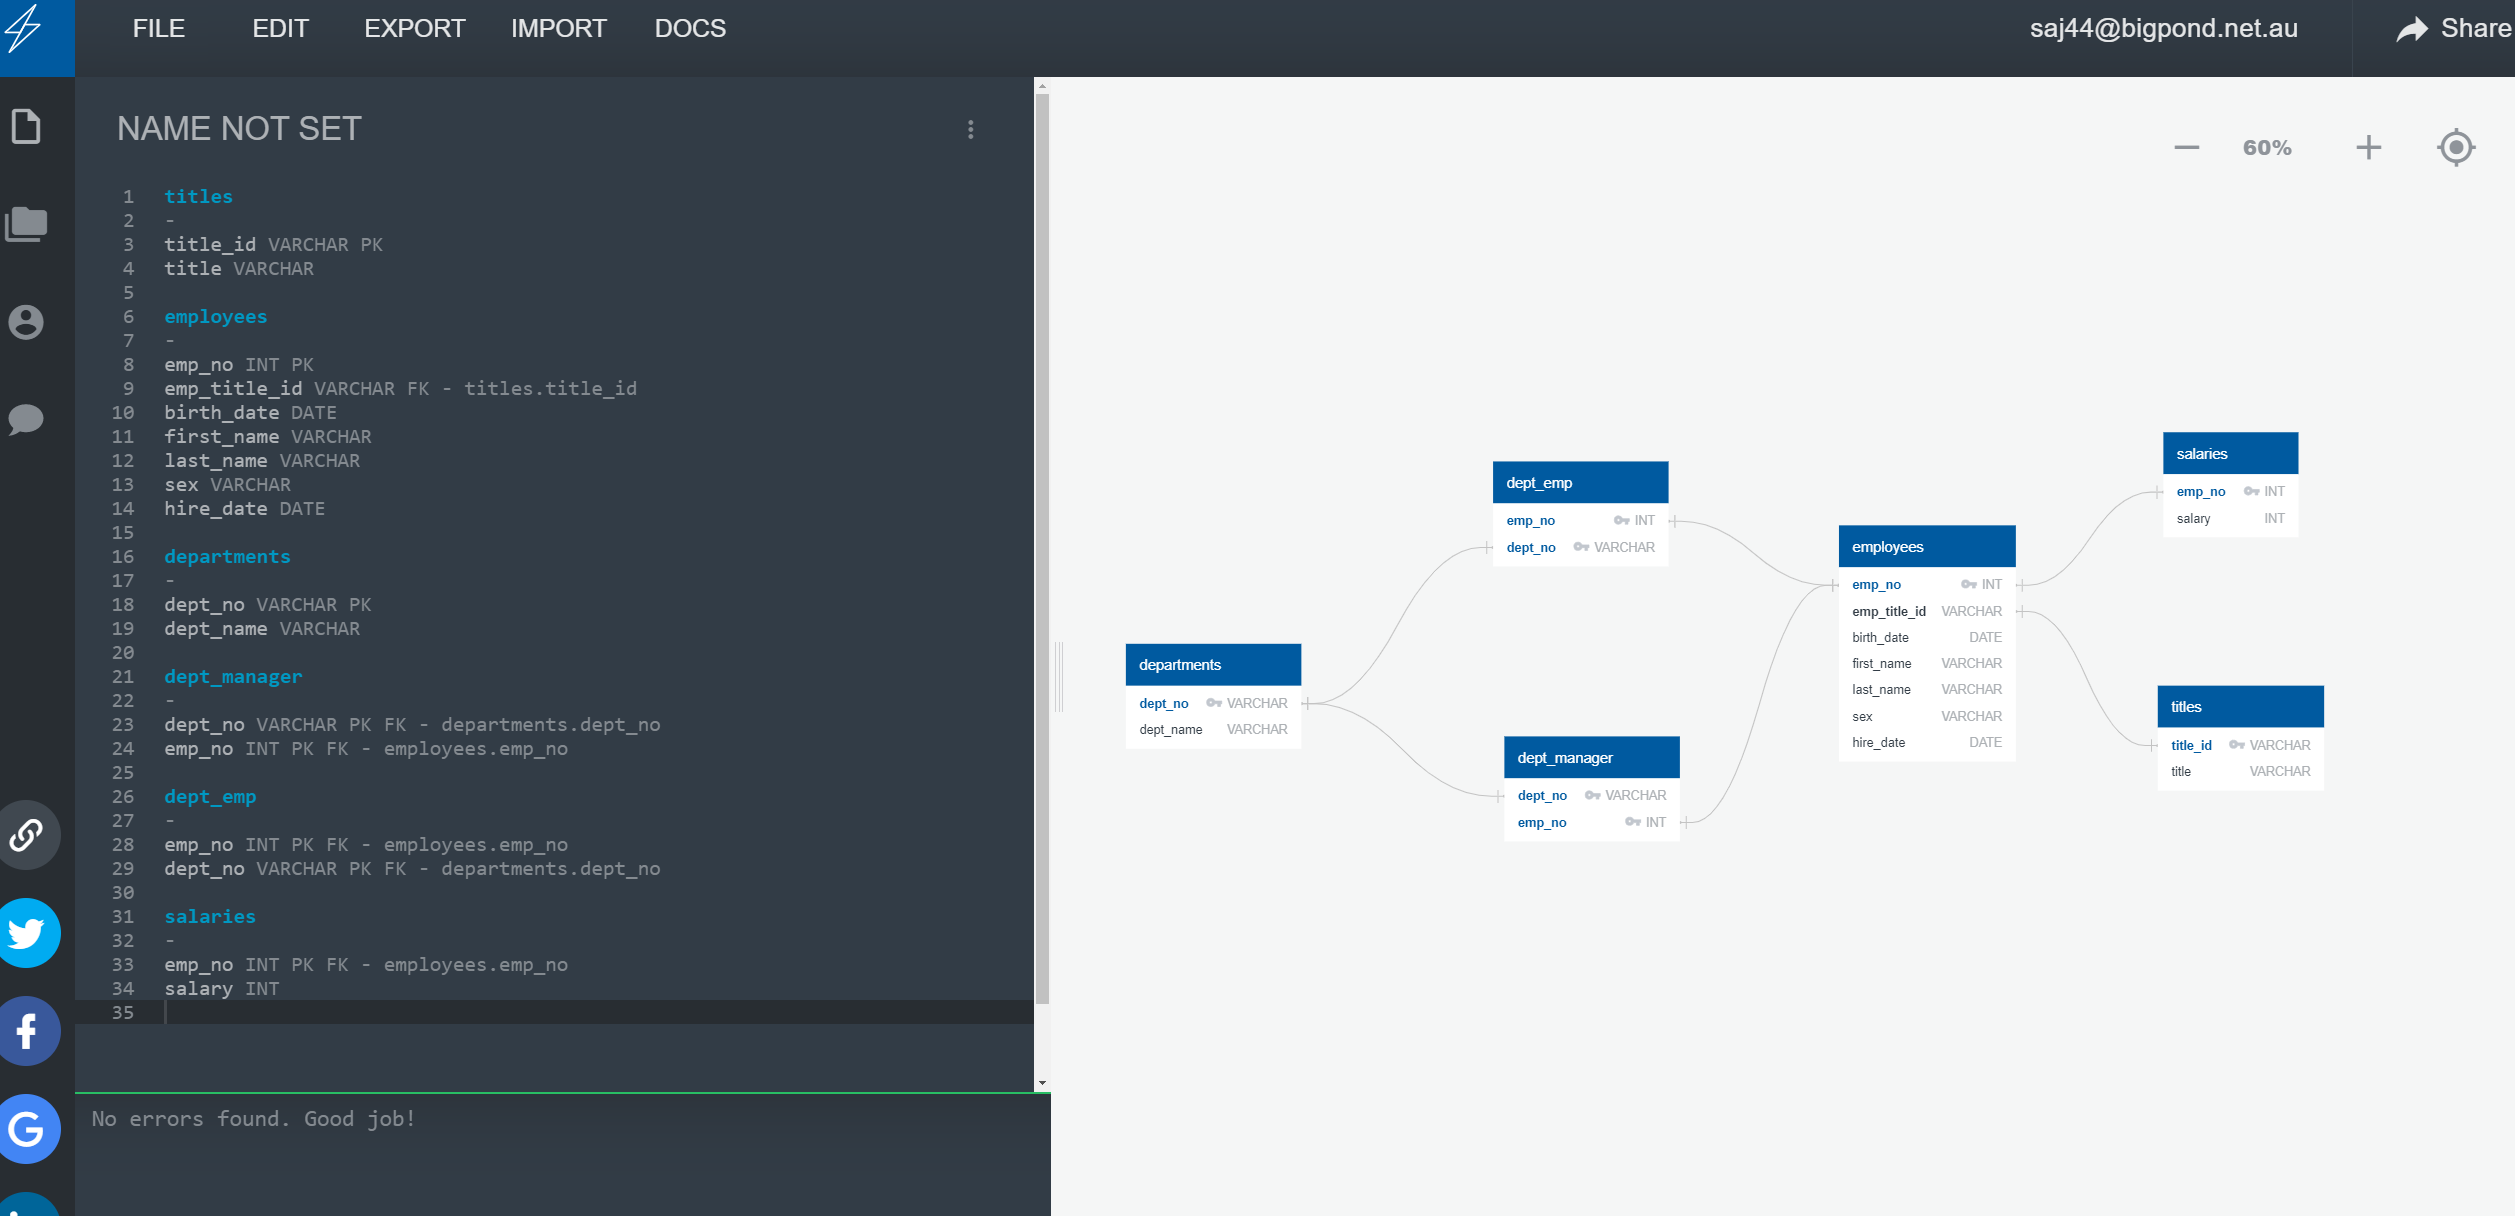 FILE EDIT EXPORT IMPORT DOCS saj44@bigpond.net.au Share
NAME NOT SET
1 titles
2 -
3 title_id VARCHAR PK
4 title VARCHAR
5
6 employees
7 -
8 emp_no INT PK
9 emp_title_id VARCHAR FK - titles.title_id
10 birth_date DATE
11 first_name VARCHAR
12 last_name VARCHAR
13 sex VARCHAR
14 hire_date DATE
15
16 departments
17 -
18 dept_no VARCHAR PK
19 dept_name VARCHAR
20
21 dept_manager
22 -
23 dept_no VARCHAR PK FK - departments.dept_no
24 emp_no INT PK FK - employees.emp_no
25
26 dept_emp
27 -
28 emp_no INT PK FK - employees.emp_no
29 dept_no VARCHAR PK FK - departments.dept_no
30
31 salaries
32 -
33 emp_no INT PK FK - employees.emp_no
34 salary INT
35
No errors found. Good job!
60%
departments
dept_no VARCHAR
dept_name VARCHAR
dept_emp
emp_no INT
dept_no VARCHAR
dept_manager
dept_no VARCHAR
emp_no INT
employees
emp_no INT
emp_title_id VARCHAR
birth_date DATE
first_name VARCHAR
last_name VARCHAR
sex VARCHAR
hire_date DATE
salaries
emp_no INT
salary INT
titles
title_id VARCHAR
title VARCHAR